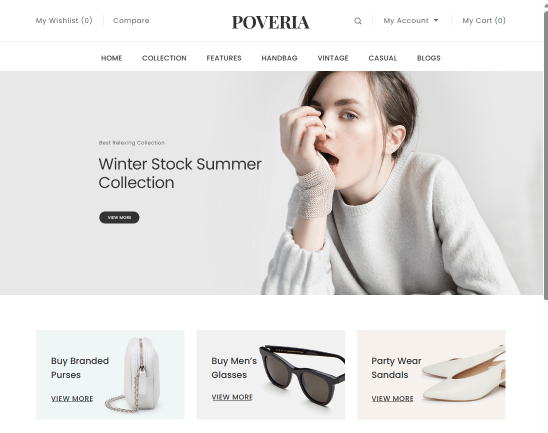 My Wishlist (0)
Compare
POVERIA
My Account
My Cart (0)
HOME
COLLECTION
FEATURES
HANDBAG
VINTAGE
CASUAL
BLOGS
Best Relexing Collection
Winter Stock Summer
Collection
VIEW MORE
Buy Branded
Purses
VIEW MORE
Buy Men's
Glasses
VIEW MORE
Party Wear
Sandals
VIEW MORE